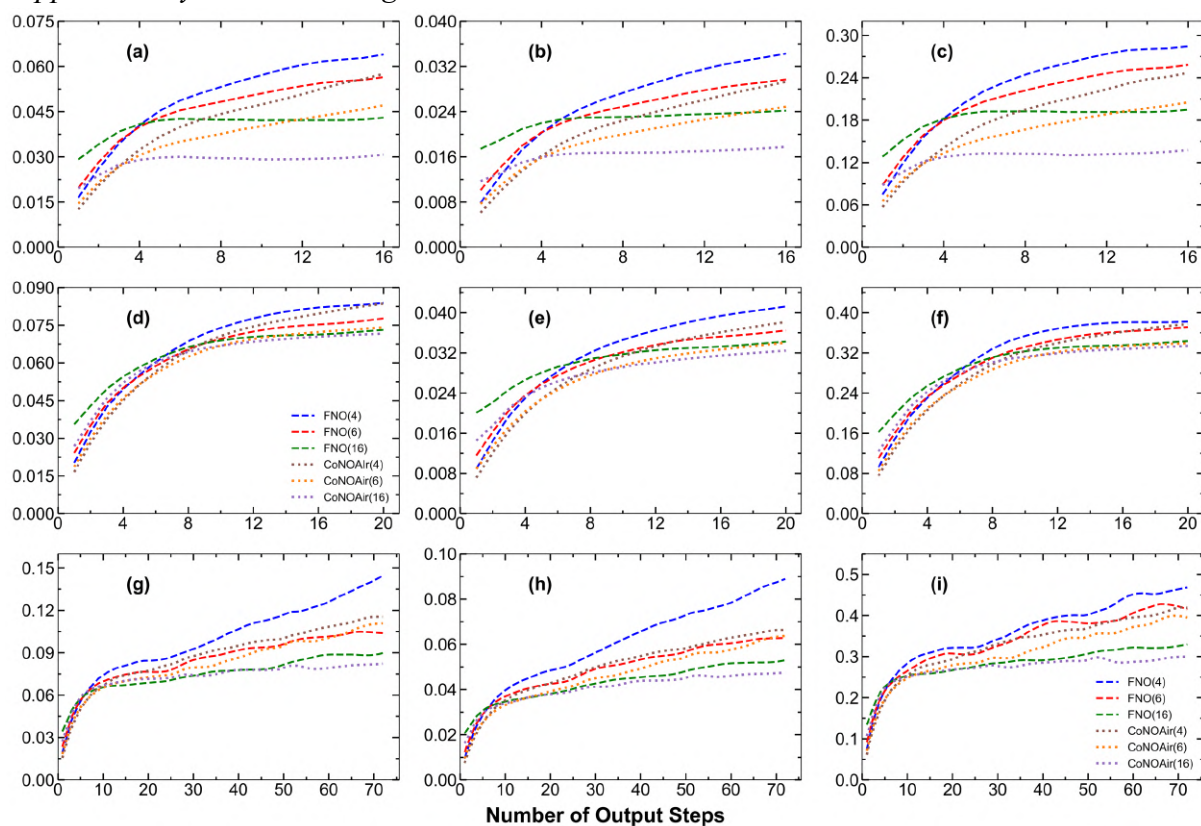 0.075
0.060
0.045
0.030
0.015
0.000
(a)
0 4 8 12 16
0.040
0.032
0.024
0.016
0.008
0.000
(b)
0 4 8 12 16
0.30
0.24
0.18
0.12
0.06
0.00
(c)
0 4 8 12 16
0.090
0.075
0.060
0.045
0.030
0.015
0.000
(d)
FNO(4)
FNO(6)
FNO(16)
CoNOAir(4)
CoNOAir(6)
CoNOAir(16)
0 4 8 12 16 20
0.040
0.032
0.024
0.016
0.008
0.000
(e)
0 4 8 12 16 20
0.40
0.32
0.24
0.16
0.08
0.00
(f)
0 4 8 12 16 20
0.15
0.12
0.09
0.06
0.03
0.00
(g)
0 10 20 30 40 50 60 70
0.10
0.08
0.06
0.04
0.02
0.00
(h)
0 10 20 30 40 50 60 70
0.5
0.4
0.3
0.2
0.1
0.0
(i)
FNO(4)
FNO(6)
FNO(16)
CoNOAir(4)
CoNOAir(6)
CoNOAir(16)
0 10 20 30 40 50 60 70
Number of Output Steps